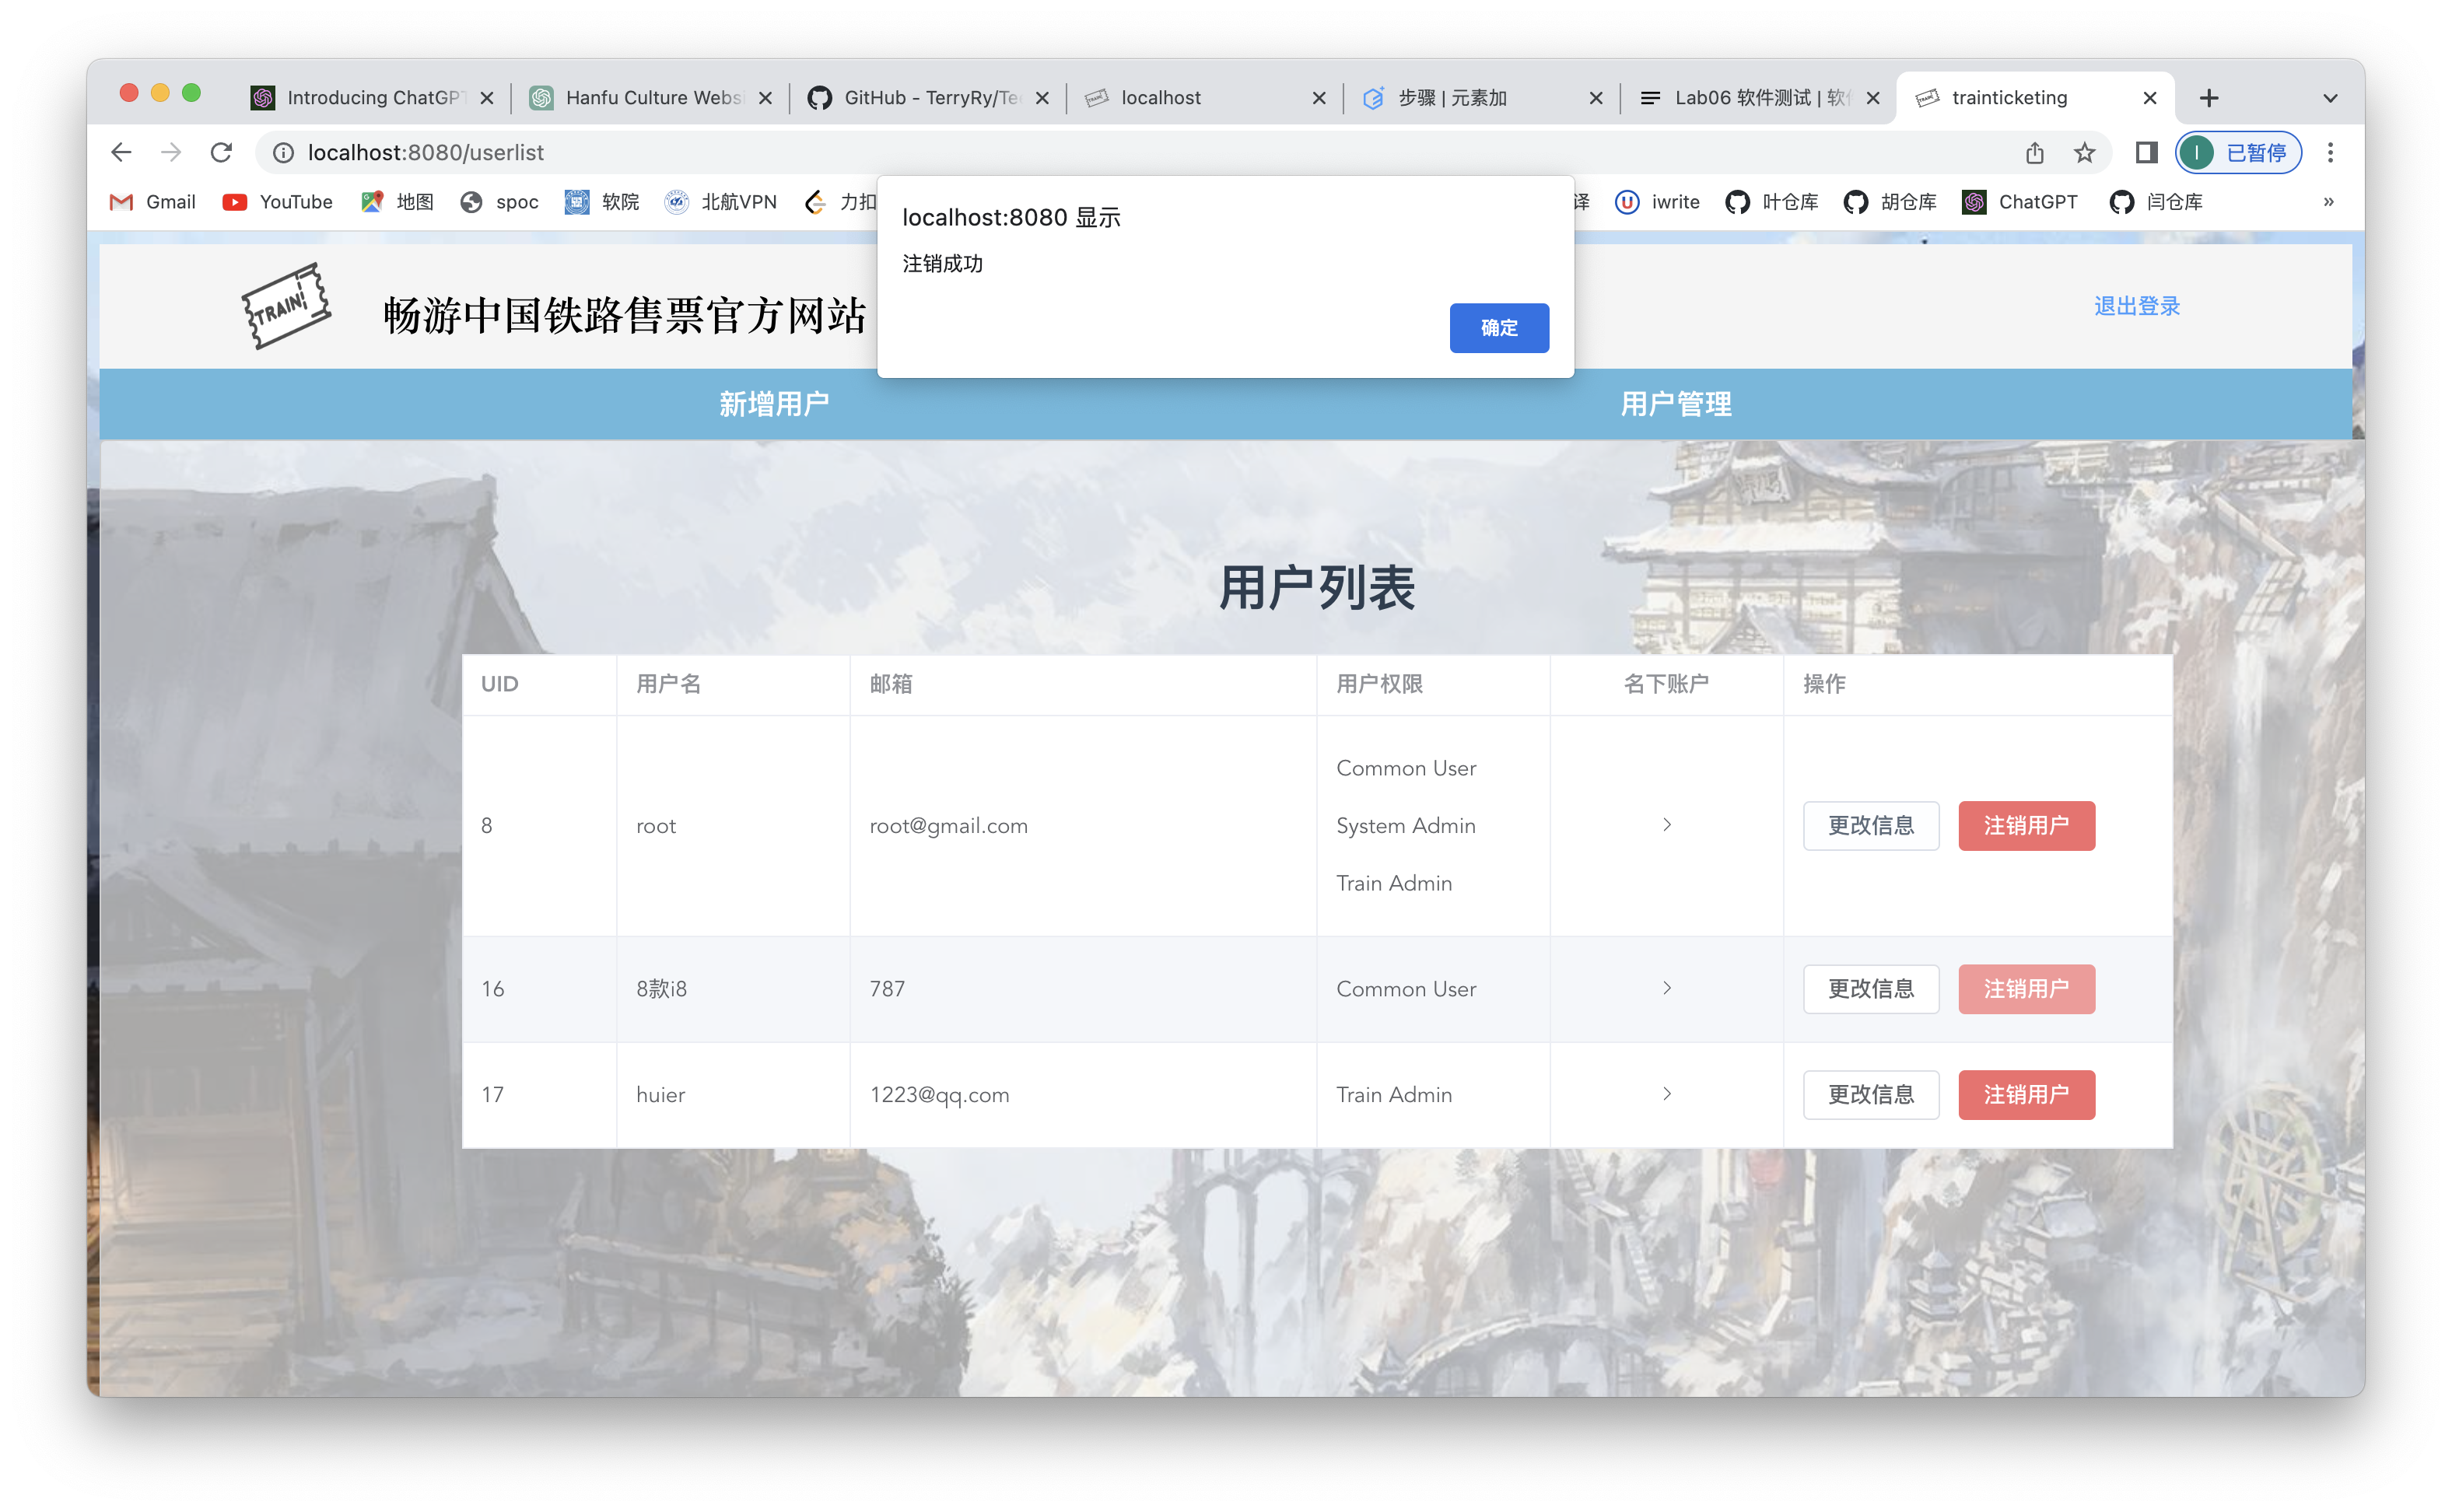 Introducing ChatGPT
Hanfu Culture Websi
GitHub - TerryRy/Te
localhost
步骤 | 元素加
Lab06 软件测试 | 软
trainticketing
localhost:8080/userlist
I
已暂停
Gmail
YouTube
地图
spoc
软院
北航VPN
力扣
译
iwrite
叶仓库
胡仓库
ChatGPT
闫仓库
»
localhost:8080 显示
注销成功
确定
TRAIN!
畅游中国铁路售票官方网站
退出登录
新增用户
用户管理
用户列表
UID
用户名
邮箱
用户权限
名下账户
操作
8
root
root@gmail.com
Common User
System Admin
Train Admin
更改信息
注销用户
16
8款i8
787
Common User
更改信息
注销用户
17
huier
1223@qq.com
Train Admin
更改信息
注销用户